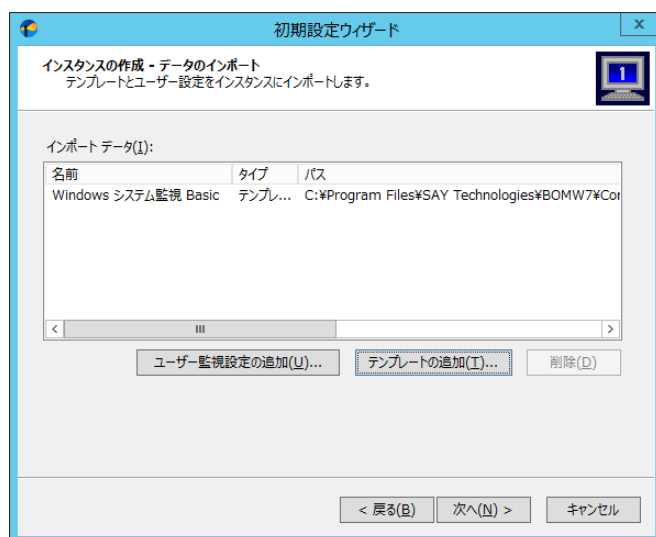 初期設定ウィザード
x
インスタンスの作成 - データのインポート
テンプレートとユーザー設定をインスタンスにインポートします。
1
インポート データ(I):
名前 タイプ パス
Windows システム監視 Basic テンプレ... C:¥Program Files¥SAY Technologies¥BOMW7¥Cor
ユーザー監視設定の追加(U)... テンプレートの追加(T)... 削除(D)
< 戻る(B) 次へ(N) > キャンセル